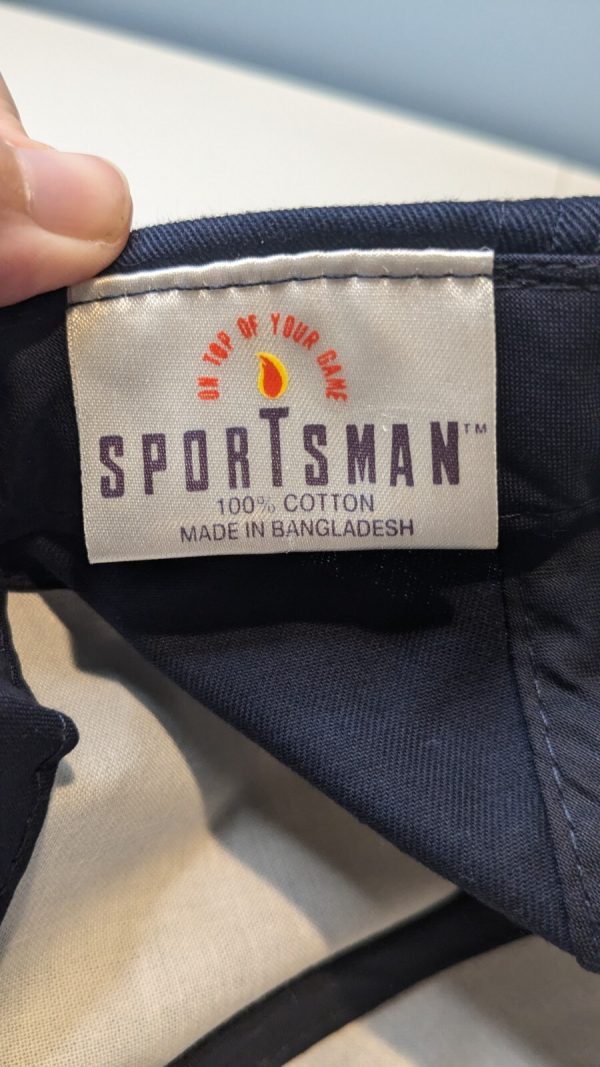 ON TOP OF YOUR GAME
SPORTSMAN™
100% COTTON
MADE IN BANGLADESH